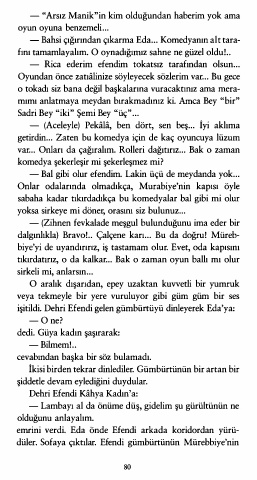 — “Arsız Manik”in kim olduğundan haberim yok ama
oyun oyuna benzemeli...
— Bahsi çığırından çıkarma Eda... Komedyanın alt tara-
fını tamamlayalım. O oynadığımız sahne ne güzel oldu!..
— Rica ederim efendim tokatsız tarafından olsun...
Oyundan önce zatıâlinize söyleyecek sözlerim var... Bu gece
o tokadı siz bana değil başkalarına vuracaktınız ama mera-
mımı anlatmaya meydan bırakmadınız ki. Amca Bey “bir”
Sadri Bey “iki” Şemi Bey “üç”...
— (Aceleyle) Pekâlâ, ben dört, sen beş... İyi aklıma
getirdin... Zaten bu komedya için de kaç oyuncuya lüzum
var... Onları da çağıralım. Rolleri dağıtırız... Bak o zaman
komedya şekerleşir mi şekerleşmez mi?
— Bal gibi olur efendim. Lakin üçü de meydanda yok...
Onlar odalarında olmadıkça, Murabiye’nin kapısı öyle
sabaha kadar tıkırdadıkça bu komedyalar bal gibi mi olur
yoksa sirkeye mi döner, orasını siz bulunuz...
— (Zihnen fevkalade meşgul bulunduğunu ima eder bir
dalgınlıkla) Bravo!.. Çalçene karı... Bu da doğru! Müreb-
biye’yi de uyandırırız, iş tastamam olur. Evet, oda kapısını
tıkırdatırız, o da kalkar... Bak o zaman oyun ballı mı olur
sirkeli mi, anlarsın...
O aralık dışarıdan, epey uzaktan kuvvetli bir yumruk
veya tekmeyle bir yere vuruluyor gibi güm güm bir ses
işitildi. Dehri Efendi gelen gümbürtüyü dinleyerek Eda’ya:
— O ne?
dedi. Güya kadın şaşırarak:
— Bilmem!..
cevabından başka bir söz bulamadı.
İkisi birden tekrar dinlediler. Gümbürtünün bir artan bir
şiddetle devam eylediğini duydular.
Dehri Efendi Kâhya Kadın’a:
— Lambayı al da önüme düş, gidelim şu gürültünün ne
olduğunu anlayalım.
emrini verdi. Eda önde Efendi arkada koridordan yürü-
düler. Sofaya çıktılar. Efendi gümbürtünün Mürebbiye’nin
80